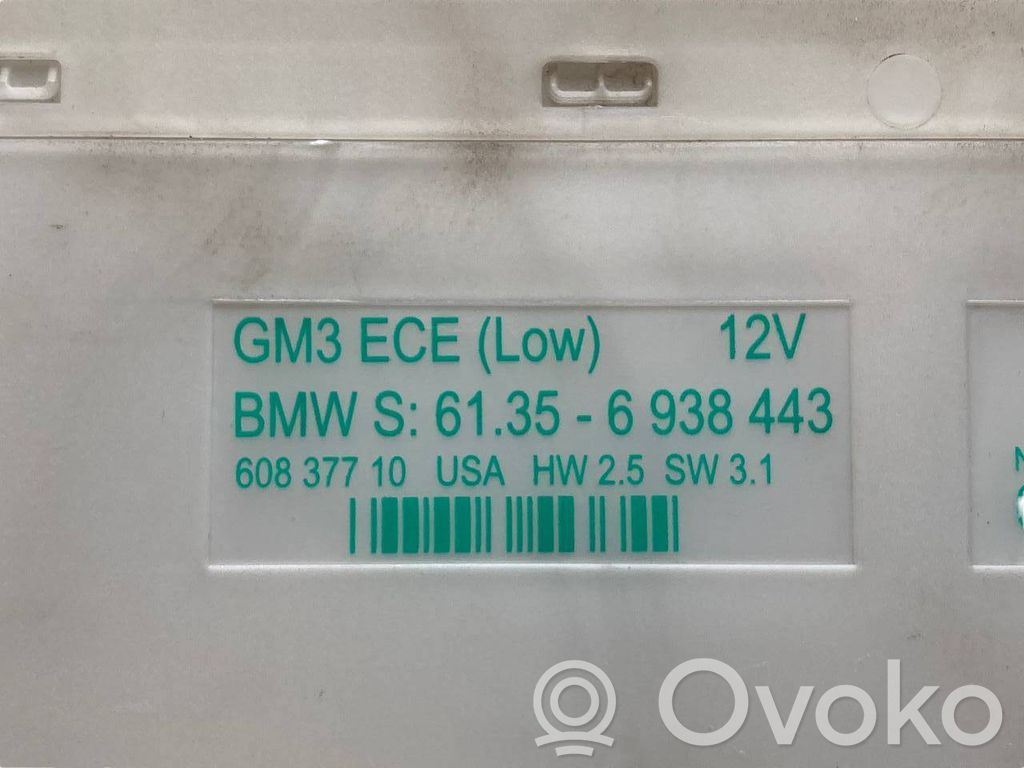 GM3 ECE (Low) 12V
BMW S: 61.35 - 6 938 443
608 377 10 USA HW 2.5 SW 3.1
Ovoko